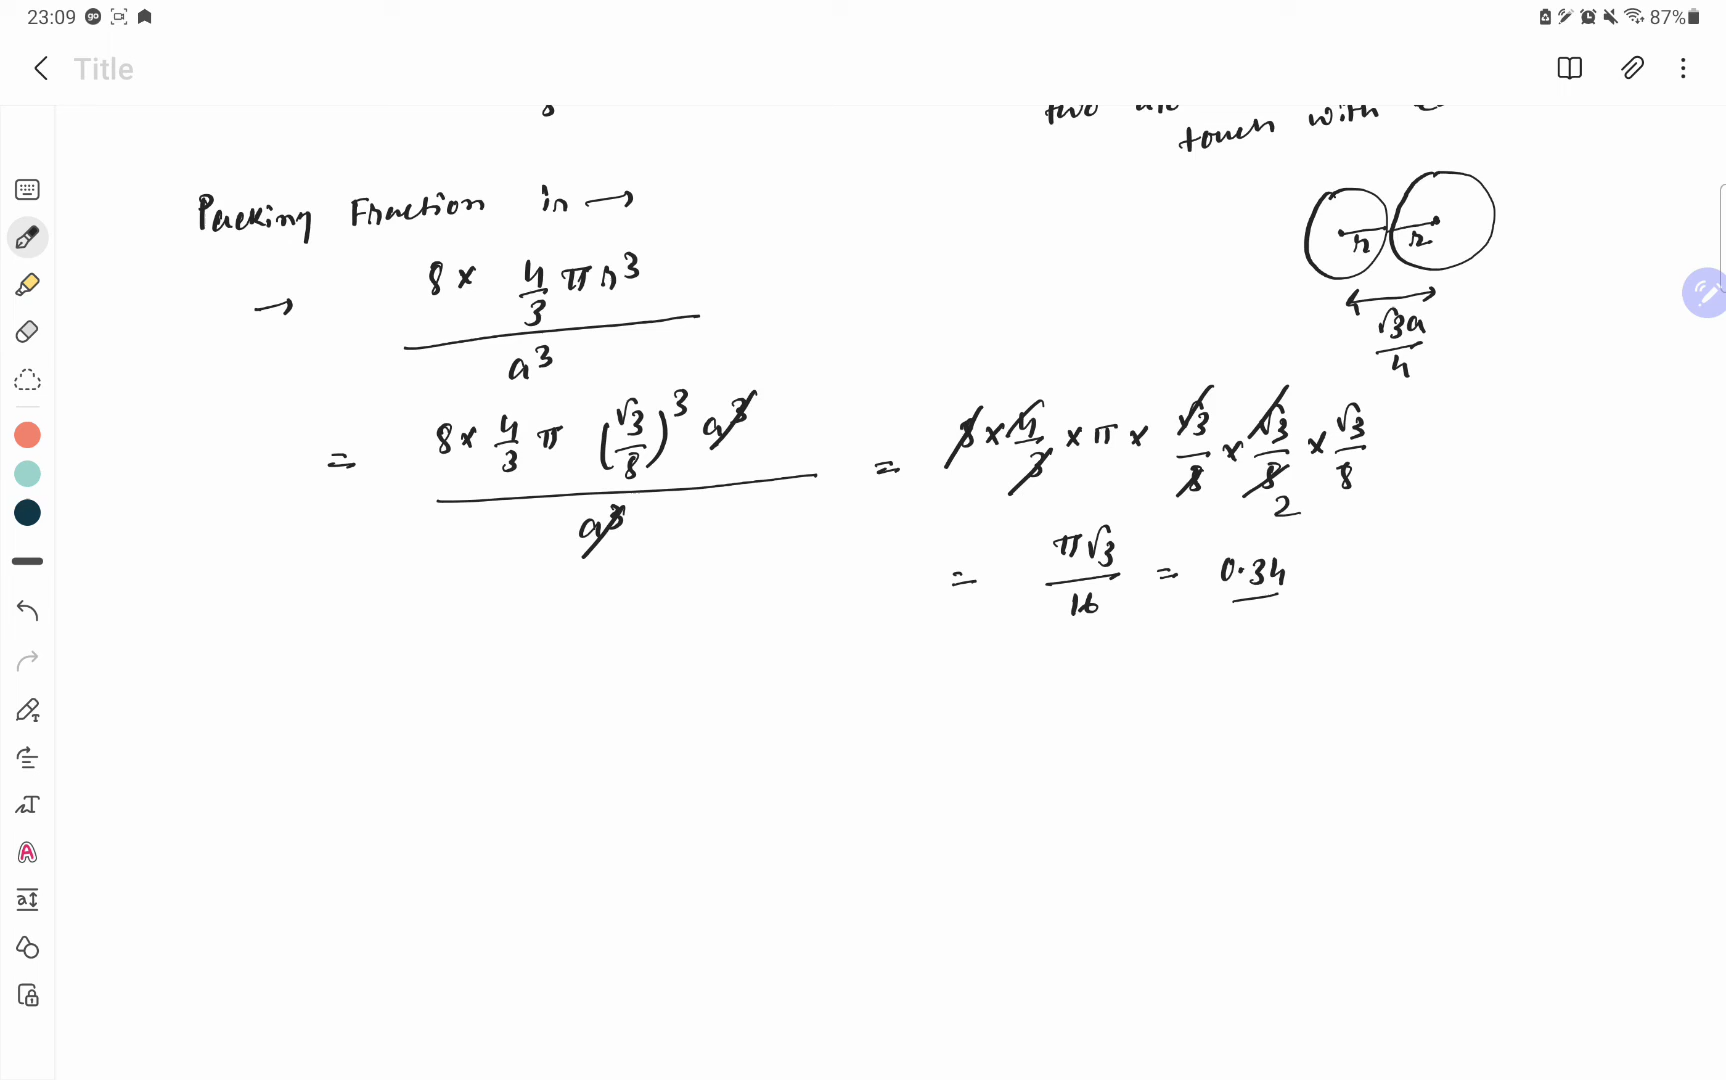 23:09 go 87%
Title
two
touch with
Packing Fraction in →
r r
→ 8 × 4/3 π r³ / a³
√3a/4
= 8 × 4/3 π (√3/8)³ a³ / a³ = 8 × 4/3 × π × √3/8 × √3/8 × √3/8
2
= π√3/16 = 0.34